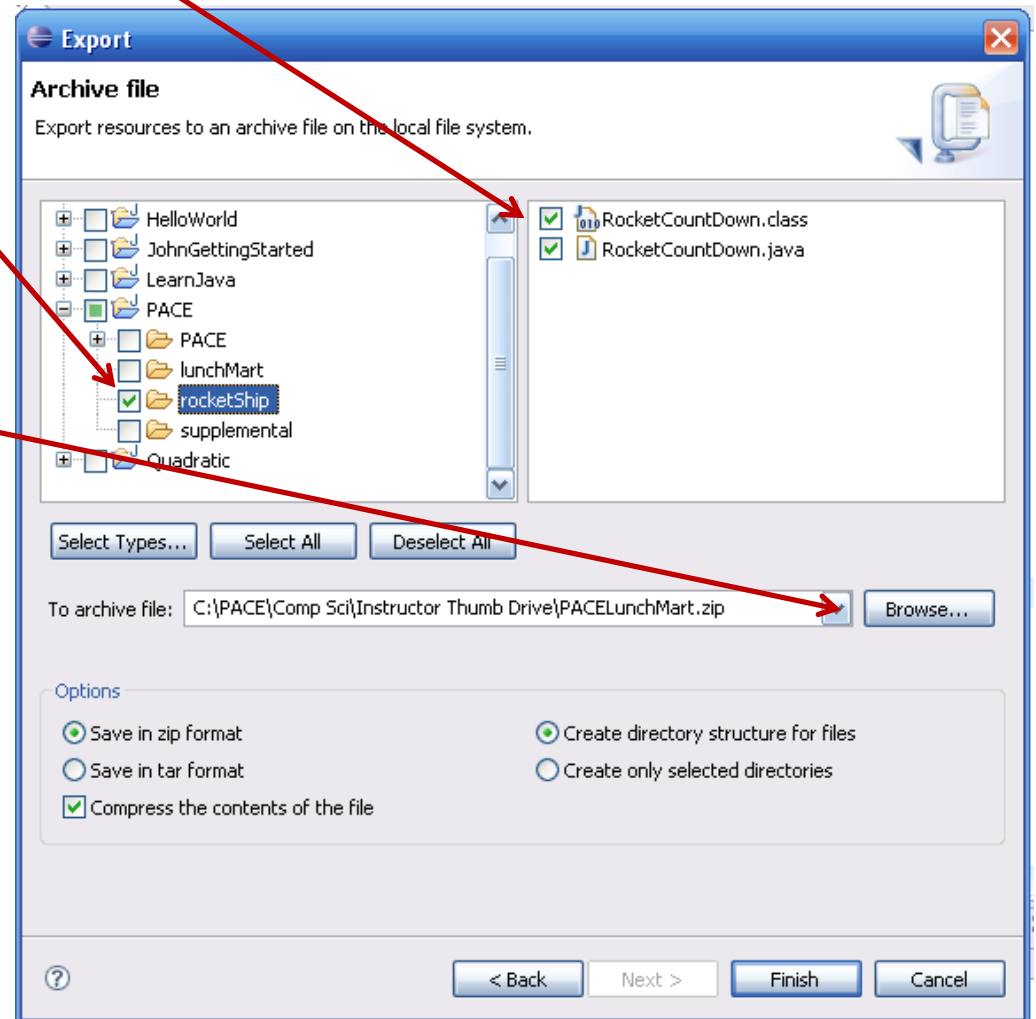 Export
Archive file
Export resources to an archive file on the local file system.
HelloWorld
JohnGettingStarted
LearnJava
PACE
PACE
lunchMart
rocketShip
supplemental
Quadratic
010 RocketCountDown.class
J RocketCountDown.java
Select Types... Select All Deselect All
To archive file: C:\PACE\Comp Sci\Instructor Thumb Drive\PACELunchMart.zip Browse...
Options
Save in zip format Create directory structure for files
Save in tar format Create only selected directories
Compress the contents of the file
? < Back Next > Finish Cancel